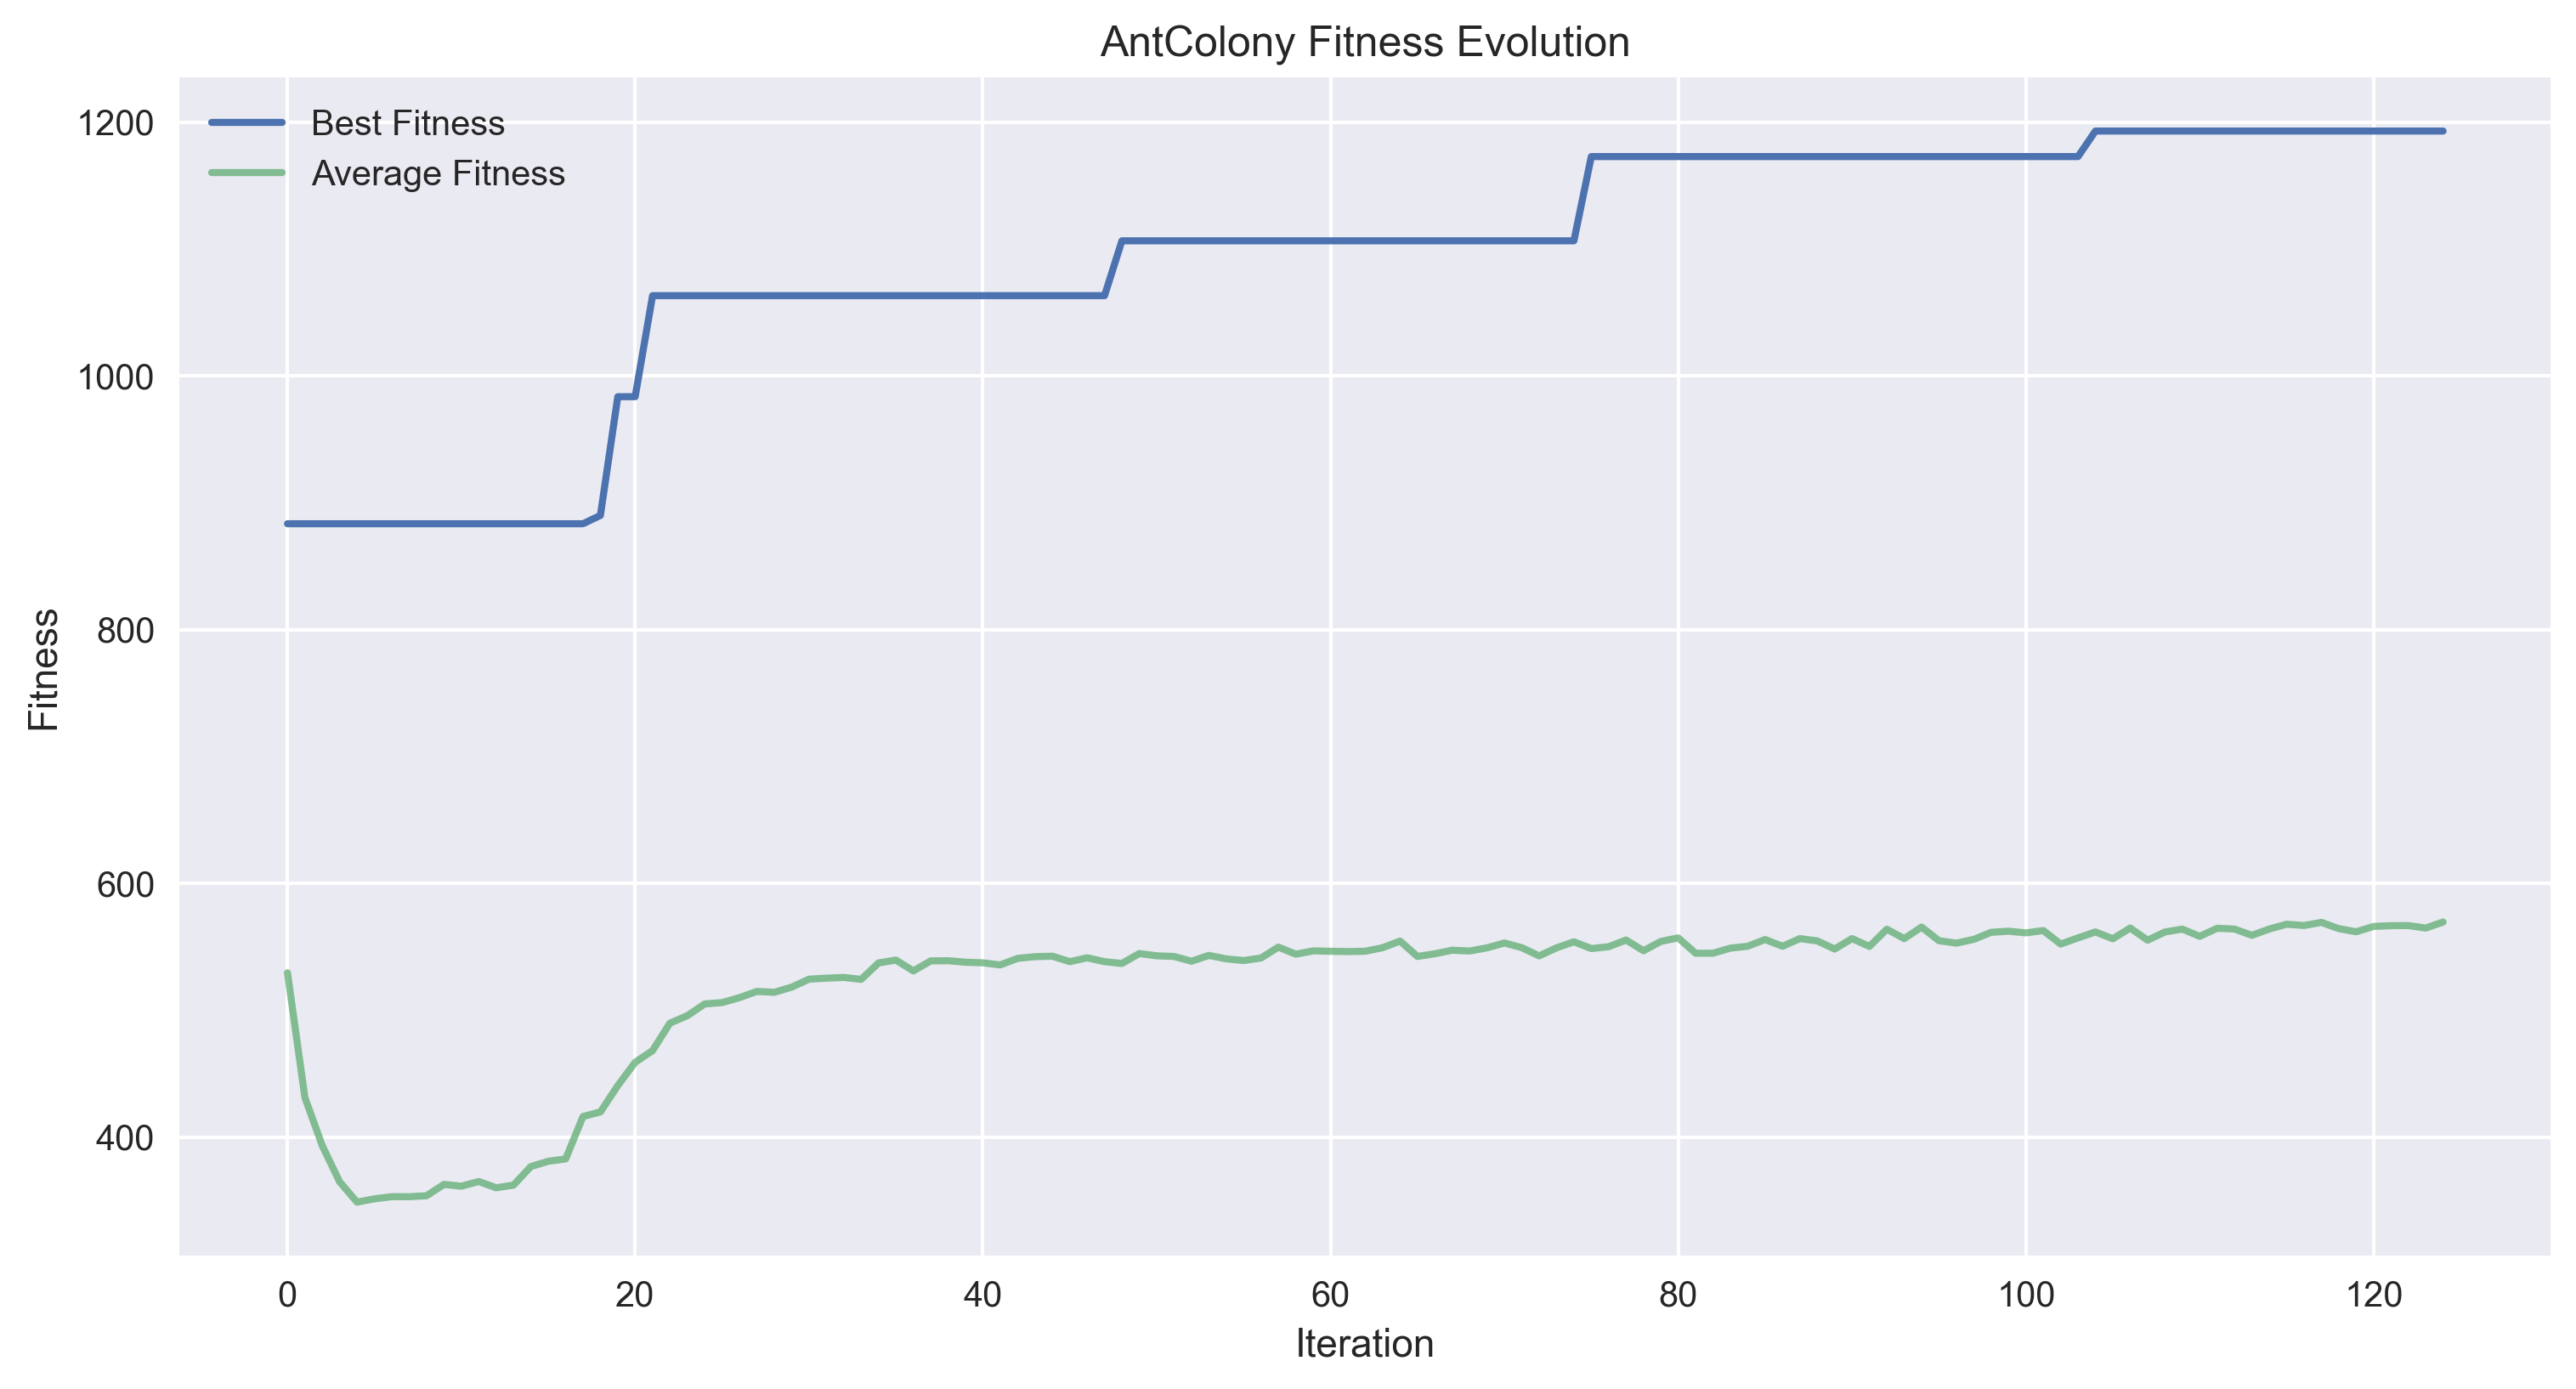 AntColony Fitness Evolution
Best Fitness
Average Fitness
1200
1000
800
600
400
Fitness
0 20 40 60 80 100 120
Iteration